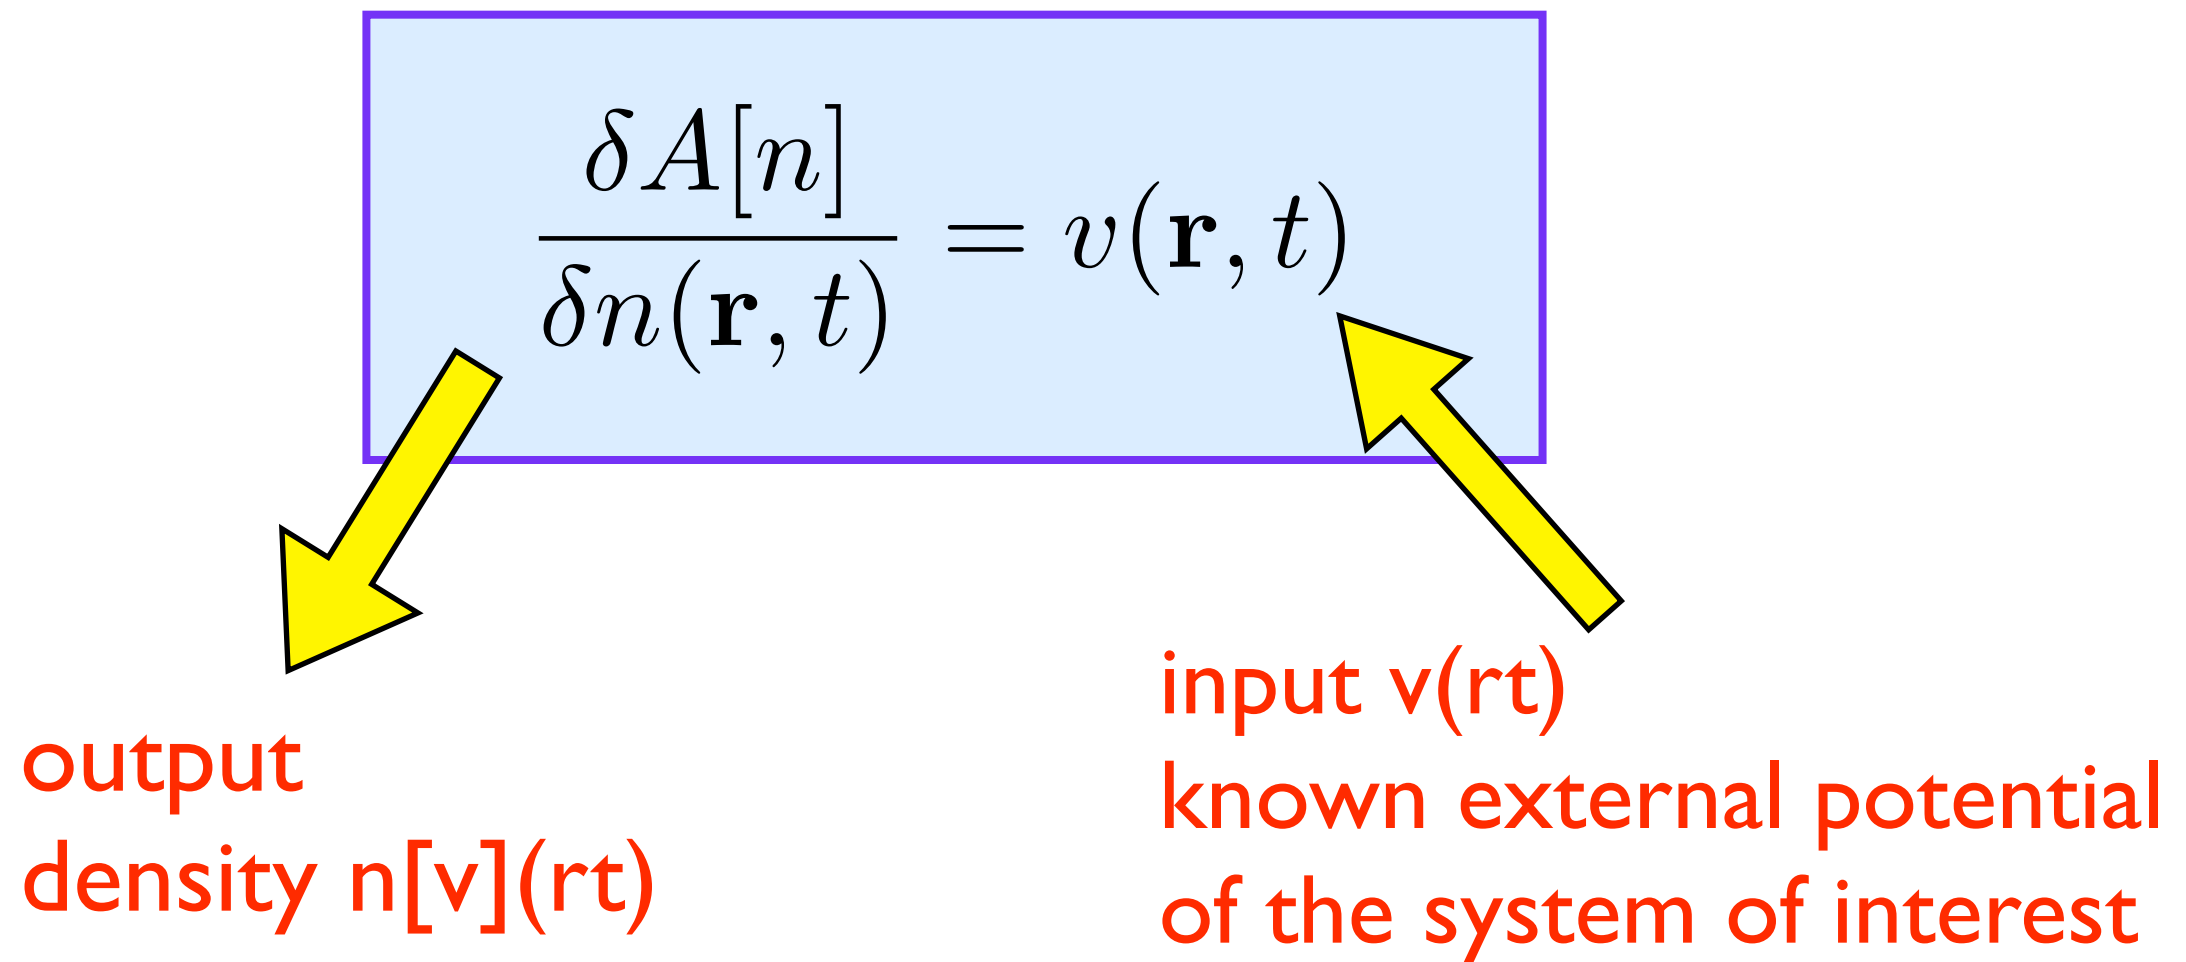 δA[n]
δn(r, t)
= v(r, t)
output
density n[v](rt)
input v(rt)
known external potential
of the system of interest